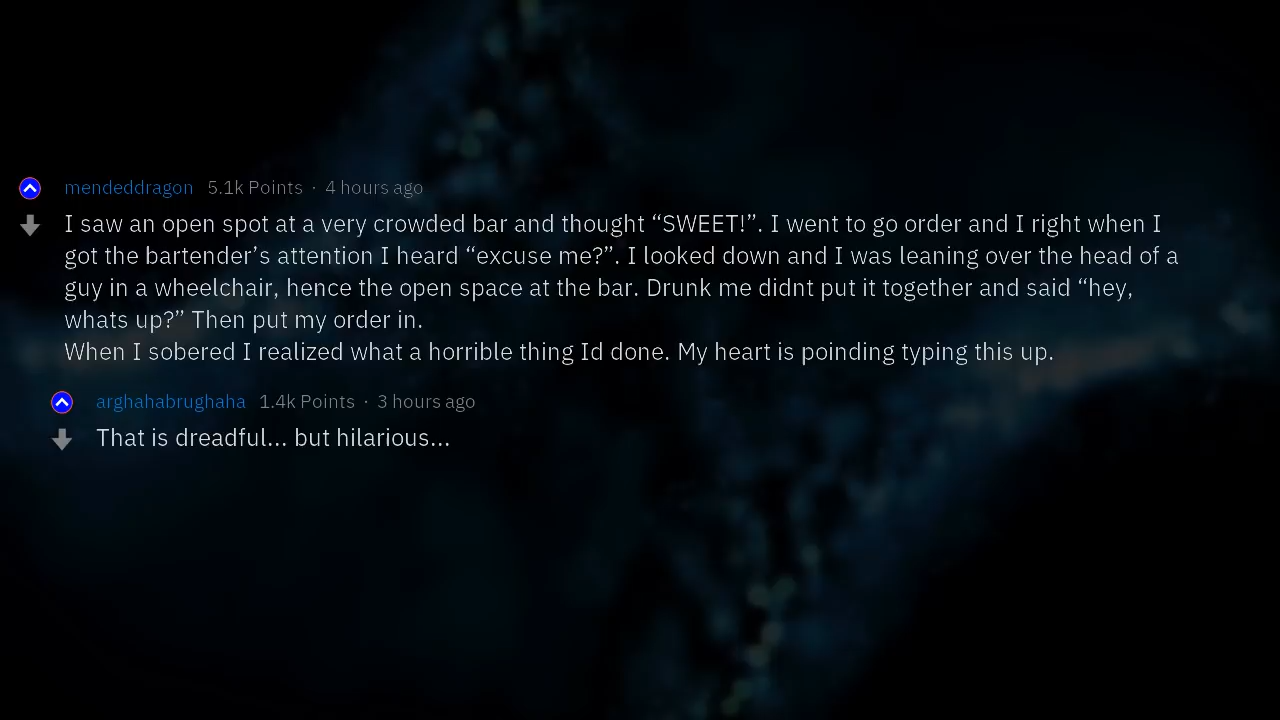 mendeddragon 5.1k Points · 4 hours ago
I saw an open spot at a very crowded bar and thought “SWEET!”. I went to go order and I right when I
got the bartender’s attention I heard “excuse me?”. I looked down and I was leaning over the head of a
guy in a wheelchair, hence the open space at the bar. Drunk me didnt put it together and said “hey,
whats up?” Then put my order in.
When I sobered I realized what a horrible thing Id done. My heart is poinding typing this up.
arghahabrughaha 1.4k Points · 3 hours ago
That is dreadful... but hilarious...